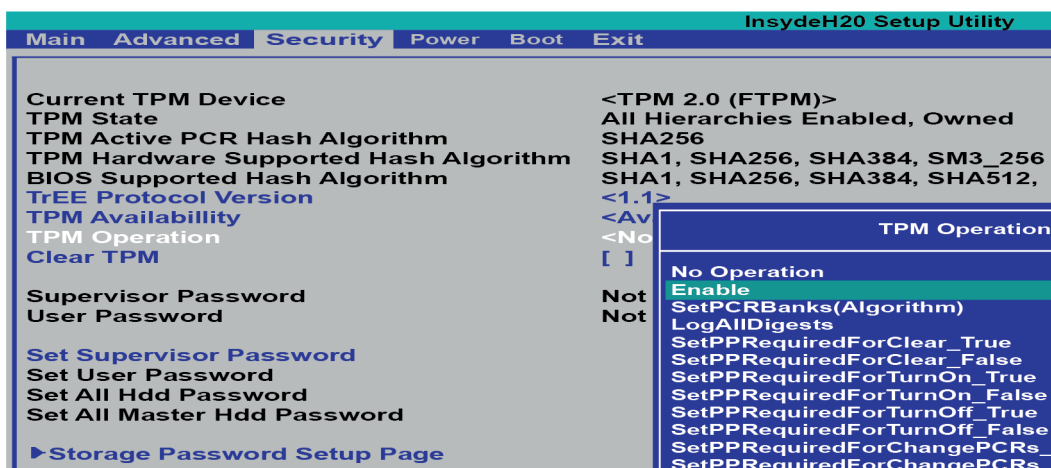 InsydeH20 Setup Utility
Main Advanced Security Power Boot Exit
Current TPM Device <TPM 2.0 (FTPM)>
TPM State All Hierarchies Enabled, Owned
TPM Active PCR Hash Algorithm SHA256
TPM Hardware Supported Hash Algorithm SHA1, SHA256, SHA384, SM3_256
BIOS Supported Hash Algorithm SHA1, SHA256, SHA384, SHA512,
TrEE Protocol Version <1.1>
TPM Availabillity <Av
TPM Operation <No
Clear TPM [ ]
Supervisor Password Not
User Password Not
Set Supervisor Password
Set User Password
Set All Hdd Password
Set All Master Hdd Password
Storage Password Setup Page
TPM Operation
No Operation
Enable
SetPCRBanks(Algorithm)
LogAllDigests
SetPPRequiredForClear_True
SetPPRequiredForClear_False
SetPPRequiredForTurnOn_True
SetPPRequiredForTurnOn_False
SetPPRequiredForTurnOff_True
SetPPRequiredForTurnOff_False
SetPPRequiredForChangePCRs_
SetPPRequiredForChangePCRs_